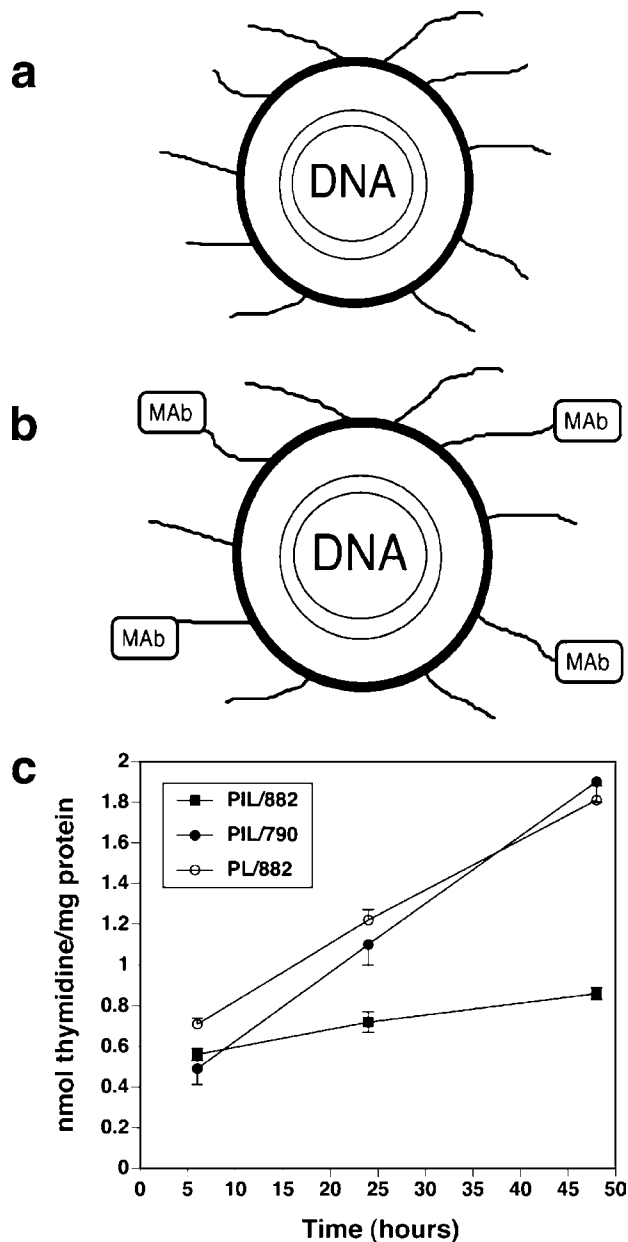 a
DNA
b
MAb
MAb
DNA
MAb
MAb
c
PIL/882
PIL/790
PL/882
nmol thymidine/mg protein
2
1.8
1.6
1.4
1.2
1
0.8
0.6
0.4
0.2
0
0 5 10 15 20 25 30 35 40 45 50
Time (hours)